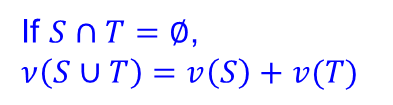 If S ∩ T = ∅,
v(S ∪ T) = v(S) + v(T)